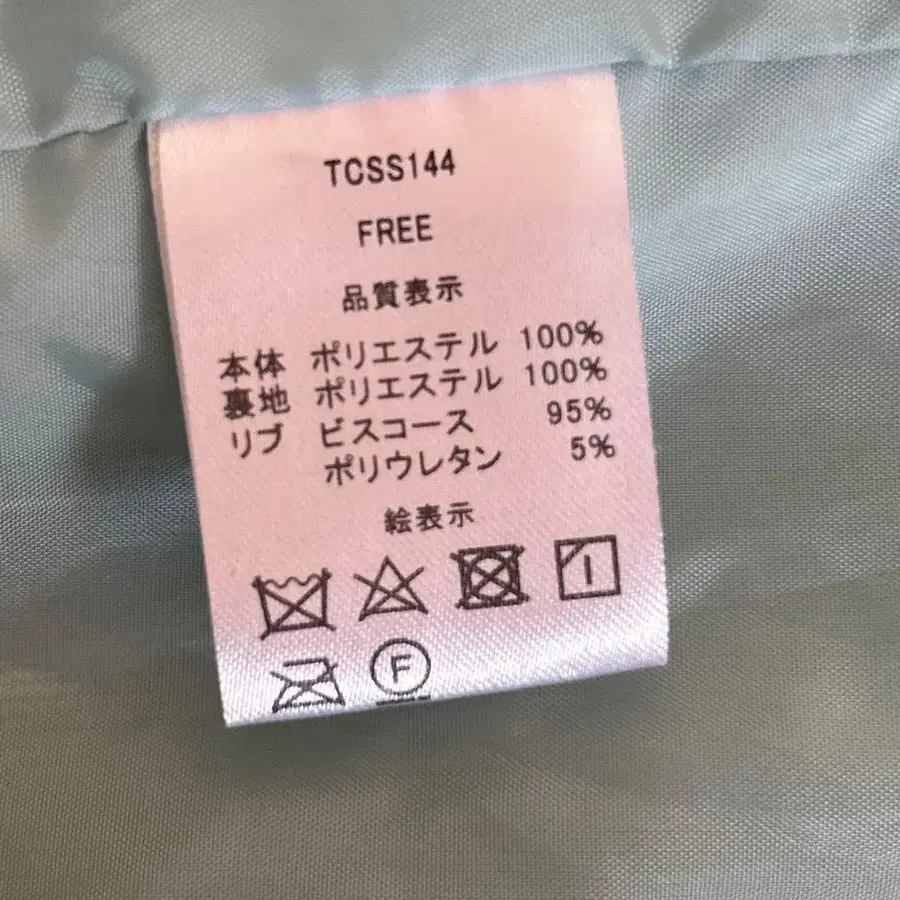 TCSS144
FREE
品質表示
本体 ポリエステル 100%
裏地 ポリエステル 100%
リブ ビスコース 95%
ポリウレタン 5%
絵表示
F